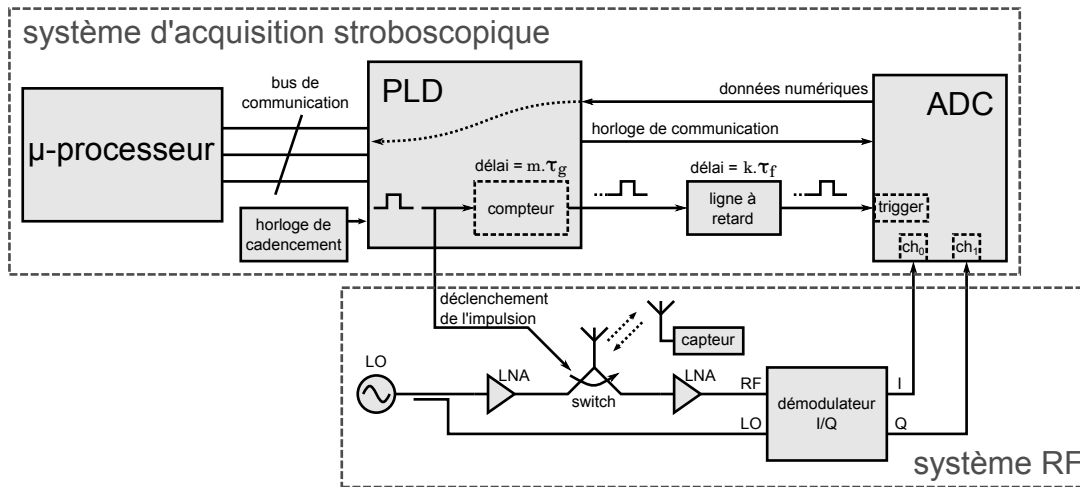 système d'acquisition stroboscopique
µ-processeur
bus de
communication
horloge de
cadencement
PLD
délai = m.τg
compteur
données numériques
horloge de communication
délai = k.τf
ligne à
retard
ADC
trigger
ch0
ch1
déclenchement
de l'impulsion
capteur
LO
LNA
switch
LNA
RF
LO
démodulateur
I/Q
I
Q
système RF